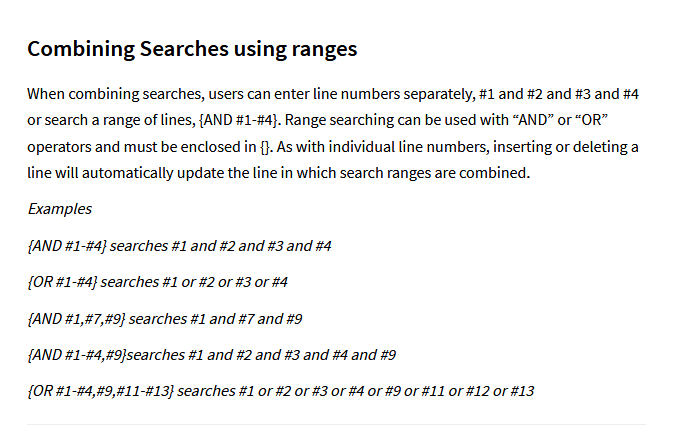 Combining Searches using ranges
When combining searches, users can enter line numbers separately, #1 and #2 and #3 and #4
or search a range of lines, {AND #1-#4}. Range searching can be used with “AND” or “OR”
operators and must be enclosed in {}. As with individual line numbers, inserting or deleting a
line will automatically update the line in which search ranges are combined.
Examples
{AND #1-#4} searches #1 and #2 and #3 and #4
{OR #1-#4} searches #1 or #2 or #3 or #4
{AND #1,#7,#9} searches #1 and #7 and #9
{AND #1-#4,#9}searches #1 and #2 and #3 and #4 and #9
{OR #1-#4,#9,#11-#13} searches #1 or #2 or #3 or #4 or #9 or #11 or #12 or #13